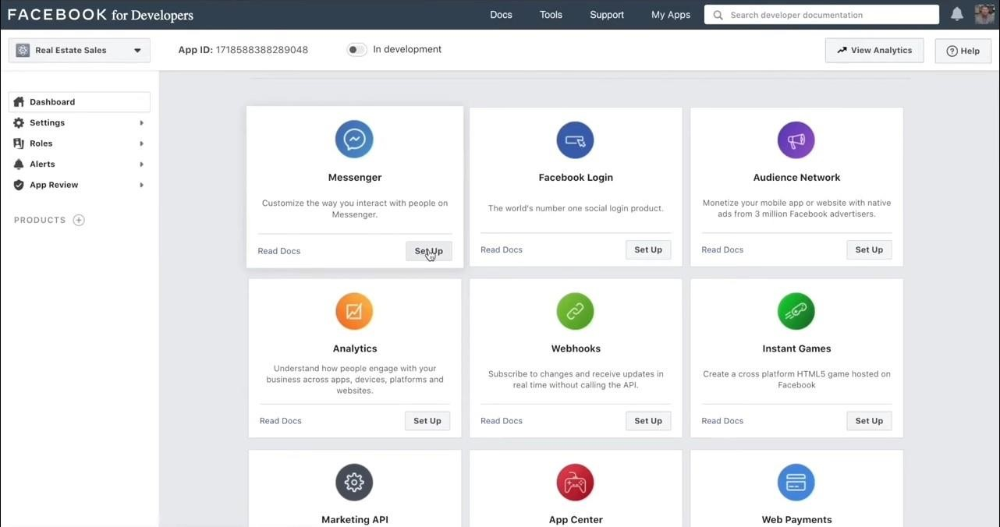 FACEBOOK for Developers
Docs
Tools
Support
My Apps
Search developer documentation
Real Estate Sales
App ID: 1718588388289048
In development
View Analytics
Help
Dashboard
Settings
Roles
Alerts
App Review
PRODUCTS
Messenger
Customize the way you interact with people on
Messenger.
Read Docs
Set Up
Facebook Login
The world's number one social login product.
Read Docs
Set Up
Audience Network
Monetize your mobile app or website with native
ads from 3 million Facebook advertisers.
Read Docs
Set Up
Analytics
Understand how people engage with your
business across apps, devices, platforms and
websites.
Read Docs
Set Up
Webhooks
Subscribe to changes and receive updates in
real time without calling the API.
Read Docs
Set Up
Instant Games
Create a cross platform HTML5 game hosted on
Facebook
Read Docs
Set Up
Marketing API
App Center
Web Payments